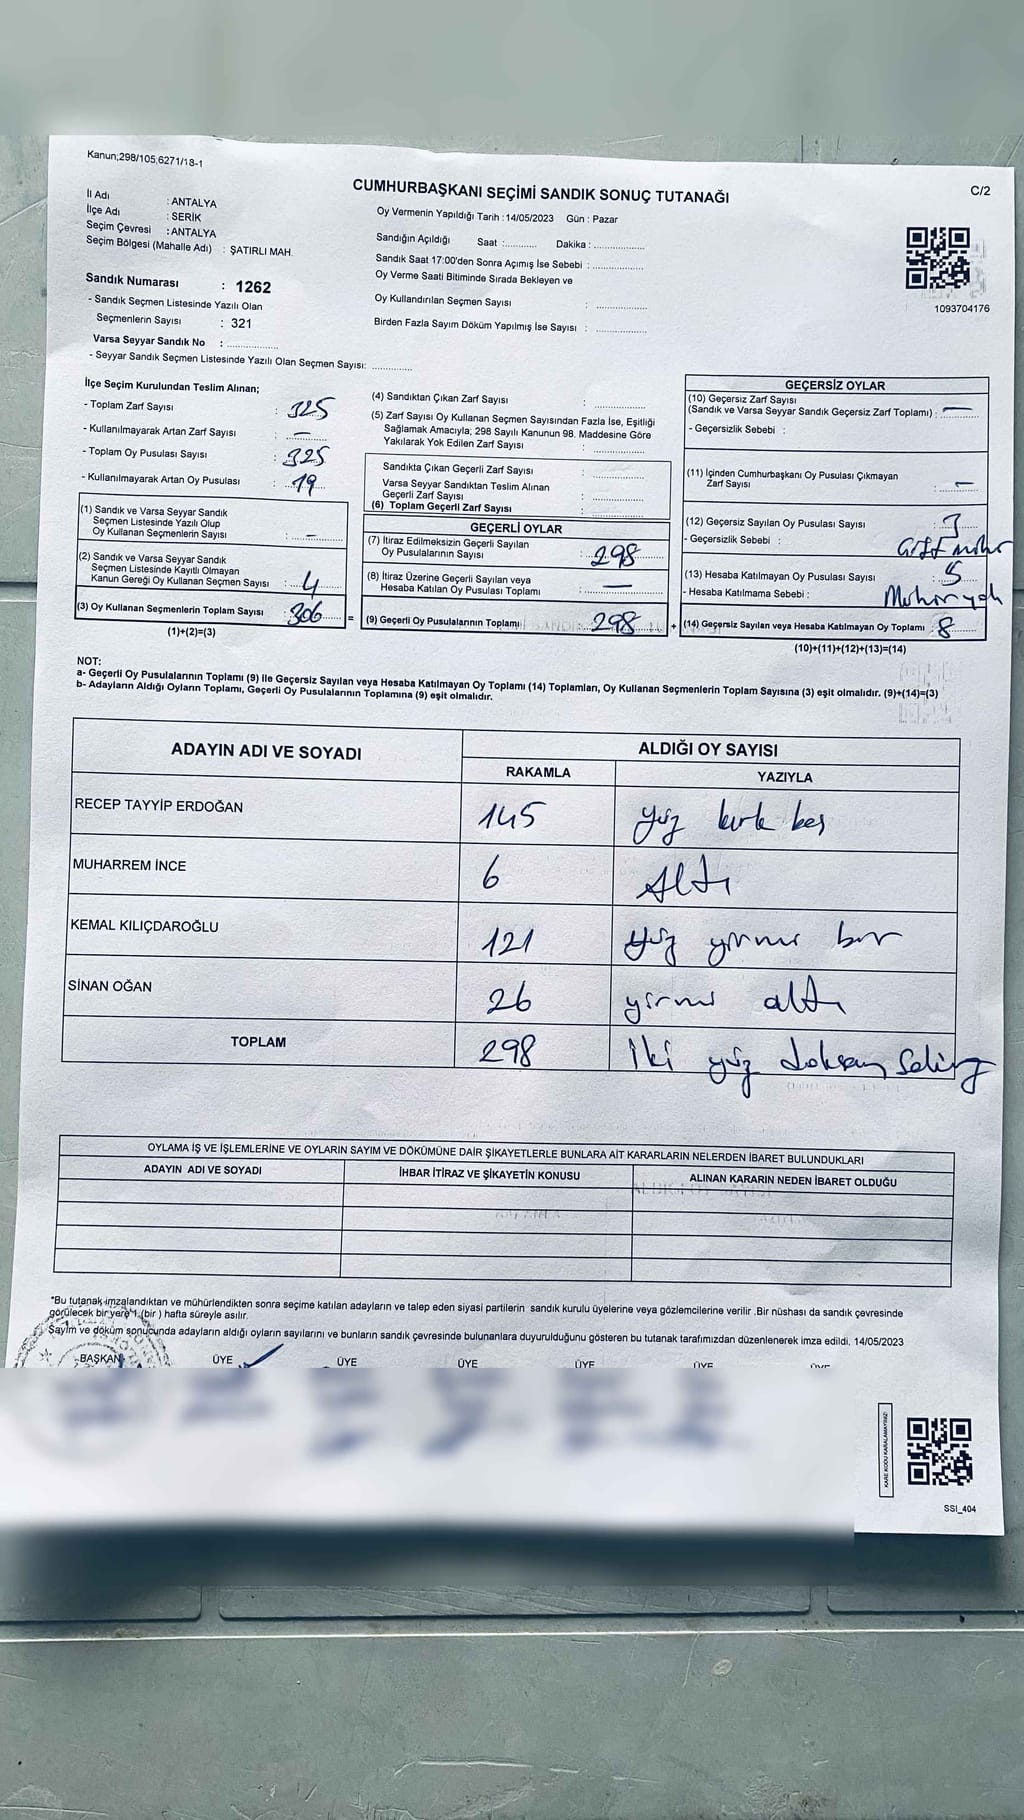 Kanun;298/105,6271/18-1
CUMHURBAŞKANI SEÇİMİ SANDIK SONUÇ TUTANAĞI
C/2
İl Adı : ANTALYA
İlçe Adı : SERİK
Seçim Çevresi : ANTALYA
Seçim Bölgesi (Mahalle Adı) : ŞATIRLI MAH.
Sandık Numarası : 1262
- Sandık Seçmen Listesinde Yazılı Olan
Seçmenlerin Sayısı : 321
Varsa Seyyar Sandık No : ..............
- Seyyar Sandık Seçmen Listesinde Yazılı Olan Seçmen Sayısı: ............
Oy Vermenin Yapıldığı Tarih : 14/05/2023 Gün : Pazar
Sandığın Açıldığı Saat :........... Dakika : ................
Sandık Saat 17:00'den Sonra Açımış İse Sebebi : ................
Oy Verme Saati Bitiminde Sırada Bekleyen ve
Oy Kullandırılan Seçmen Sayısı : ................
Birden Fazla Sayım Döküm Yapılmış İse Sayısı : ................
1093704176
İlçe Seçim Kurulundan Teslim Alınan;
- Toplam Zarf Sayısı : 325
- Kullanılmayarak Artan Zarf Sayısı : —
- Toplam Oy Pusulası Sayısı : 325
- Kullanılmayarak Artan Oy Pusulası : 19
(1) Sandık ve Varsa Seyyar Sandık
Seçmen Listesinde Yazılı Olup
Oy Kullanan Seçmenlerin Sayısı : —
(2) Sandık ve Varsa Seyyar Sandık
Seçmen Listesinde Kayıtlı Olmayan
Kanun Gereği Oy Kullanan Seçmen Sayısı : 4
(3) Oy Kullanan Seçmenlerin Toplam Sayısı : 306 =
(1)+(2)=(3)
(4) Sandıktan Çıkan Zarf Sayısı : ................
(5) Zarf Sayısı Oy Kullanan Seçmen Sayısından Fazla İse, Eşitliği
Sağlamak Amacıyla; 298 Sayılı Kanunun 98. Maddesine Göre
Yakılarak Yok Edilen Zarf Sayısı : ................
Sandıkta Çıkan Geçerli Zarf Sayısı : ................
Varsa Seyyar Sandıktan Teslim Alınan
Geçerli Zarf Sayısı : ................
(6) Toplam Geçerli Zarf Sayısı : ................
GEÇERLİ OYLAR
(7) İtiraz Edilmeksizin Geçerli Sayılan
Oy Pusulalarının Sayısı : 298
(8) İtiraz Üzerine Geçerli Sayılan veya
Hesaba Katılan Oy Pusulası Toplamı : —
(9) Geçerli Oy Pusulalarının Toplamı : 298 +
GEÇERSİZ OYLAR
(10) Geçersiz Zarf Sayısı
(Sandık ve Varsa Seyyar Sandık Geçersiz Zarf Toplamı) : —
- Geçersizlik Sebebi :
(11) İçinden Cumhurbaşkanı Oy Pusulası Çıkmayan
Zarf Sayısı : —
(12) Geçersiz Sayılan Oy Pusulası Sayısı : 3
- Geçersizlik Sebebi : Çift mühür
(13) Hesaba Katılmayan Oy Pusulası Sayısı : 5
- Hesaba Katılmama Sebebi : Mühür yok
(14) Geçersiz Sayılan veya Hesaba Katılmayan Oy Toplamı 8
(10)+(11)+(12)+(13)=(14)
NOT:
a- Geçerli Oy Pusulalarının Toplamı (9) ile Geçersiz Sayılan veya Hesaba Katılmayan Oy Toplamı (14) Toplamları, Oy Kullanan Seçmenlerin Toplam Sayısına (3) eşit olmalıdır. (9)+(14)=(3)
b- Adayların Aldığı Oyların Toplamı, Geçerli Oy Pusulalarının Toplamına (9) eşit olmalıdır.
ADAYIN ADI VE SOYADI ALDIĞI OY SAYISI
RAKAMLA YAZIYLA
RECEP TAYYİP ERDOĞAN 145 yüz kırk beş
MUHARREM İNCE 6 Altı
KEMAL KILIÇDAROĞLU 121 yüz yirmi bir
SİNAN OĞAN 26 yirmi altı
TOPLAM 298 İki yüz doksan sekiz
OYLAMA İŞ VE İŞLEMLERİNE VE OYLARIN SAYIM VE DÖKÜMÜNE DAİR ŞİKAYETLERLE BUNLARA AİT KARARLARIN NELERDEN İBARET BULUNDUKLARI
ADAYIN ADI VE SOYADI İHBAR İTİRAZ VE ŞİKAYETİN KONUSU ALINAN KARARIN NEDEN İBARET OLDUĞU
*Bu tutanak imzalandıktan ve mühürlendikten sonra seçime katılan adayların ve talep eden siyasi partilerin sandık kurulu üyelerine veya gözlemcilerine verilir .Bir nüshası da sandık çevresinde
görülecek bir yere 1 (bir ) hafta süreyle asılır.
Sayım ve döküm sonucunda adayların aldığı oyların sayılarını ve bunların sandık çevresinde bulunanlara duyurulduğunu gösteren bu tutanak tarafımızdan düzenlenerek imza edildi. 14/05/2023
BAŞKAN ÜYE ÜYE ÜYE ÜYE ÜYE ÜYE
KARE KODU KARALAMAYINIZ!
SSI_404